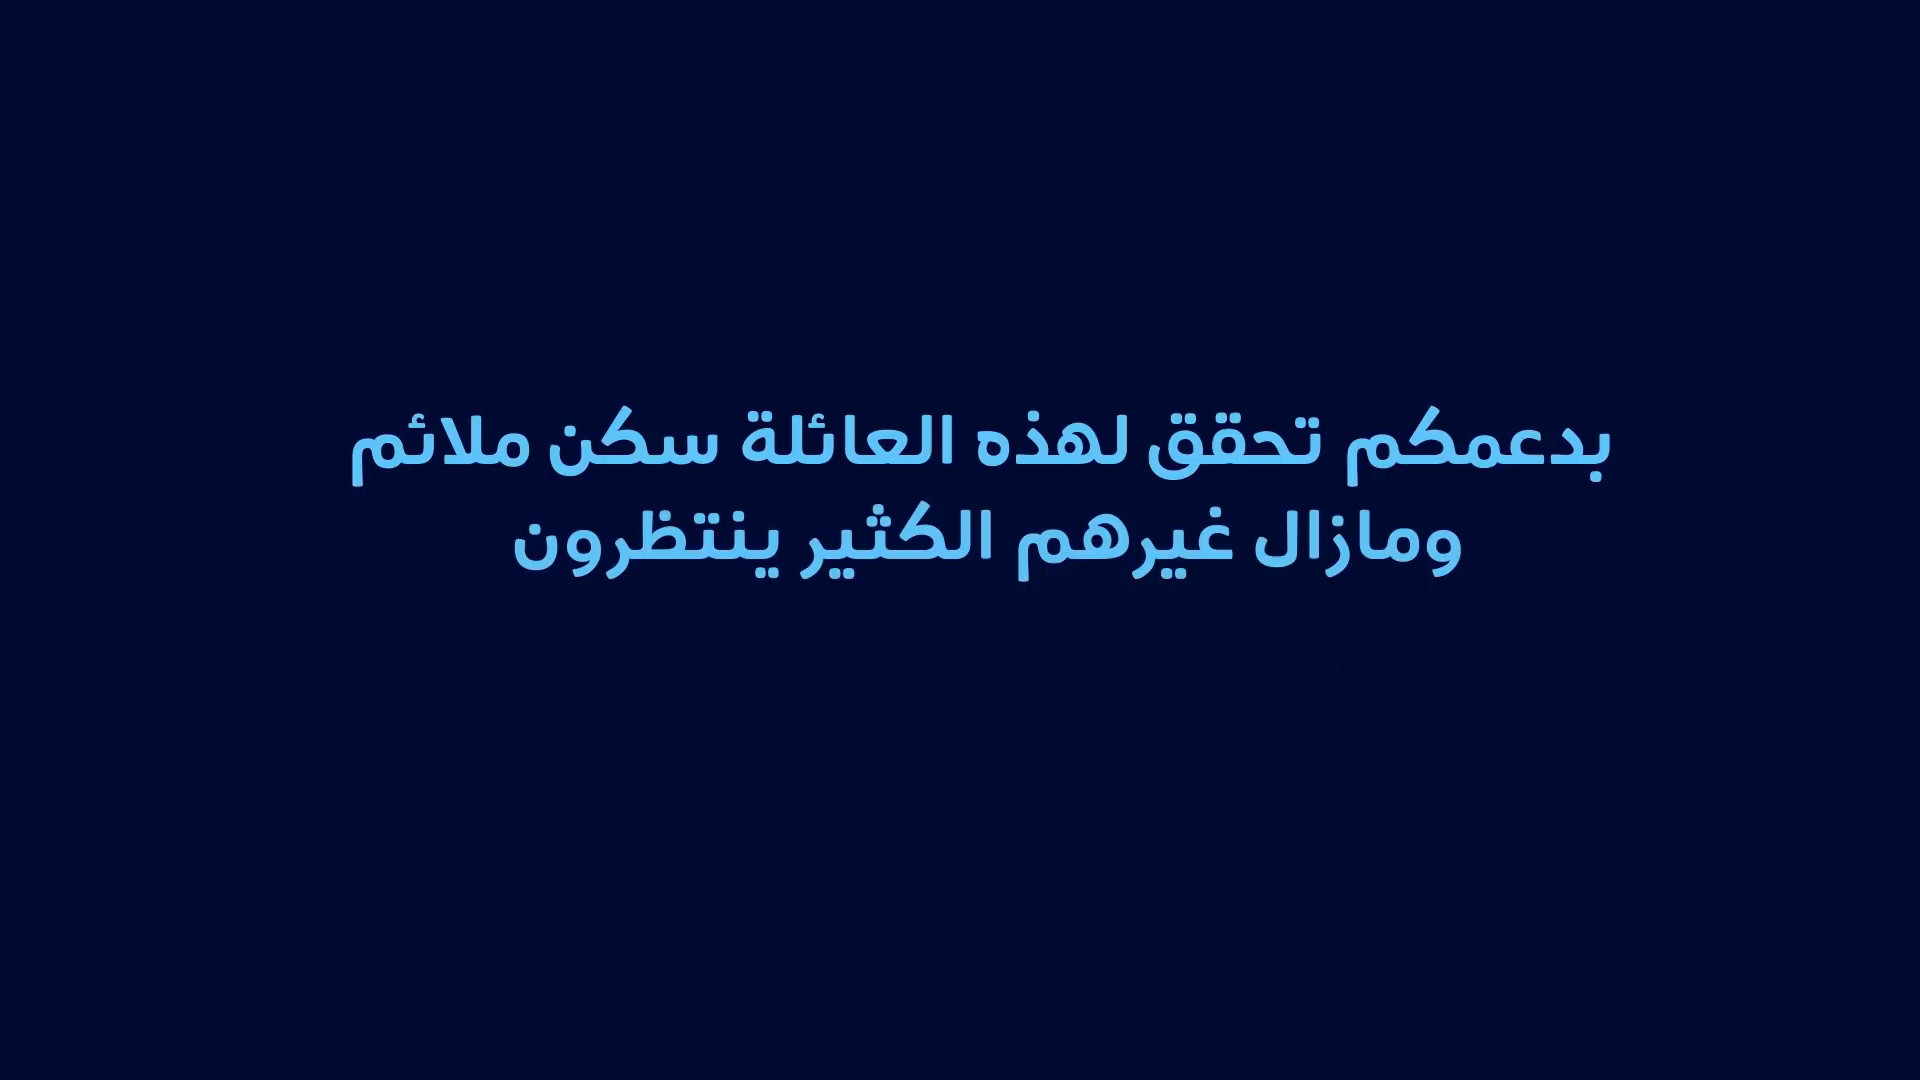 بدعمكم تحقق لهذه العائلة سكن ملائم
ومازال غيرهم الكثير ينتظرون